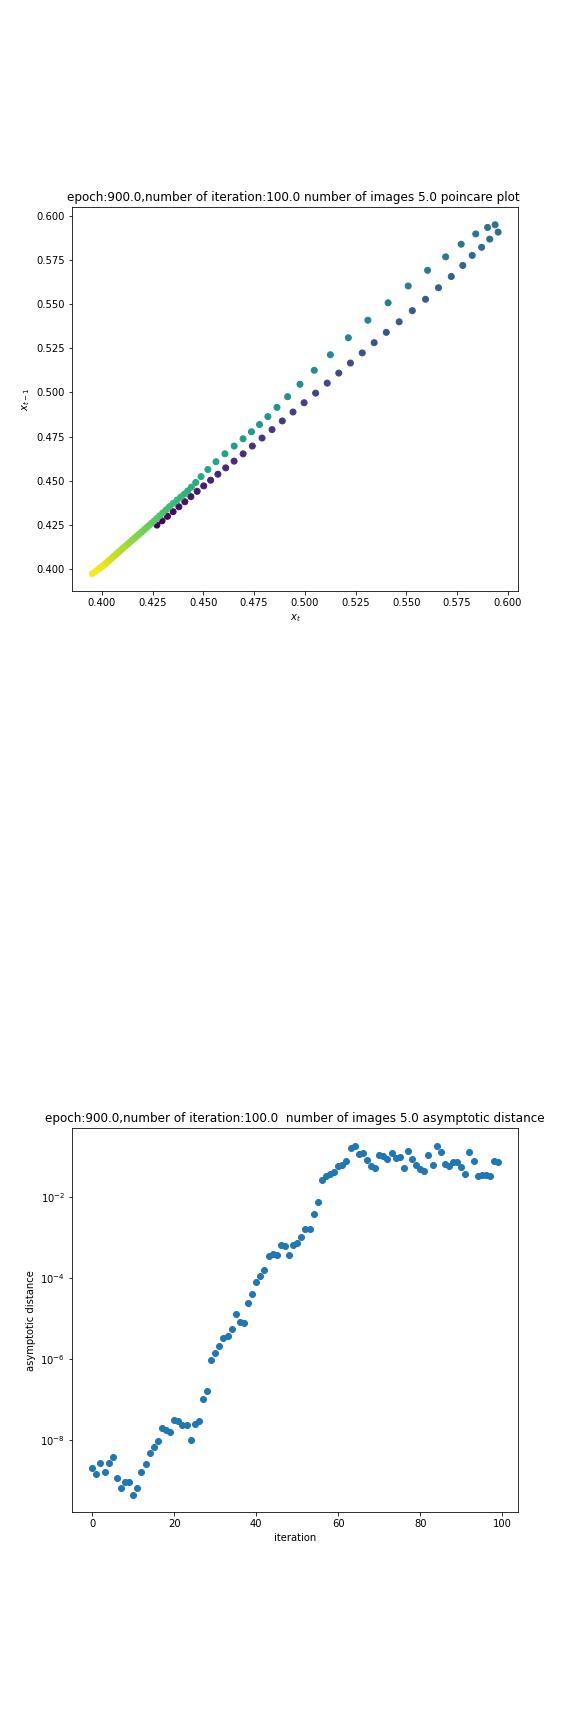 epoch:900.0,number of iteration:100.0 number of images 5.0 poincare plot
0.600
0.575
0.550
0.525
0.500
0.475
0.450
0.425
0.400
x_{t-1}
0.400 0.425 0.450 0.475 0.500 0.525 0.550 0.575 0.600
x_t
epoch:900.0,number of iteration:100.0  number of images 5.0 asymptotic distance
10^{-2}
10^{-4}
10^{-6}
10^{-8}
asymptotic distance
0 20 40 60 80 100
iteration